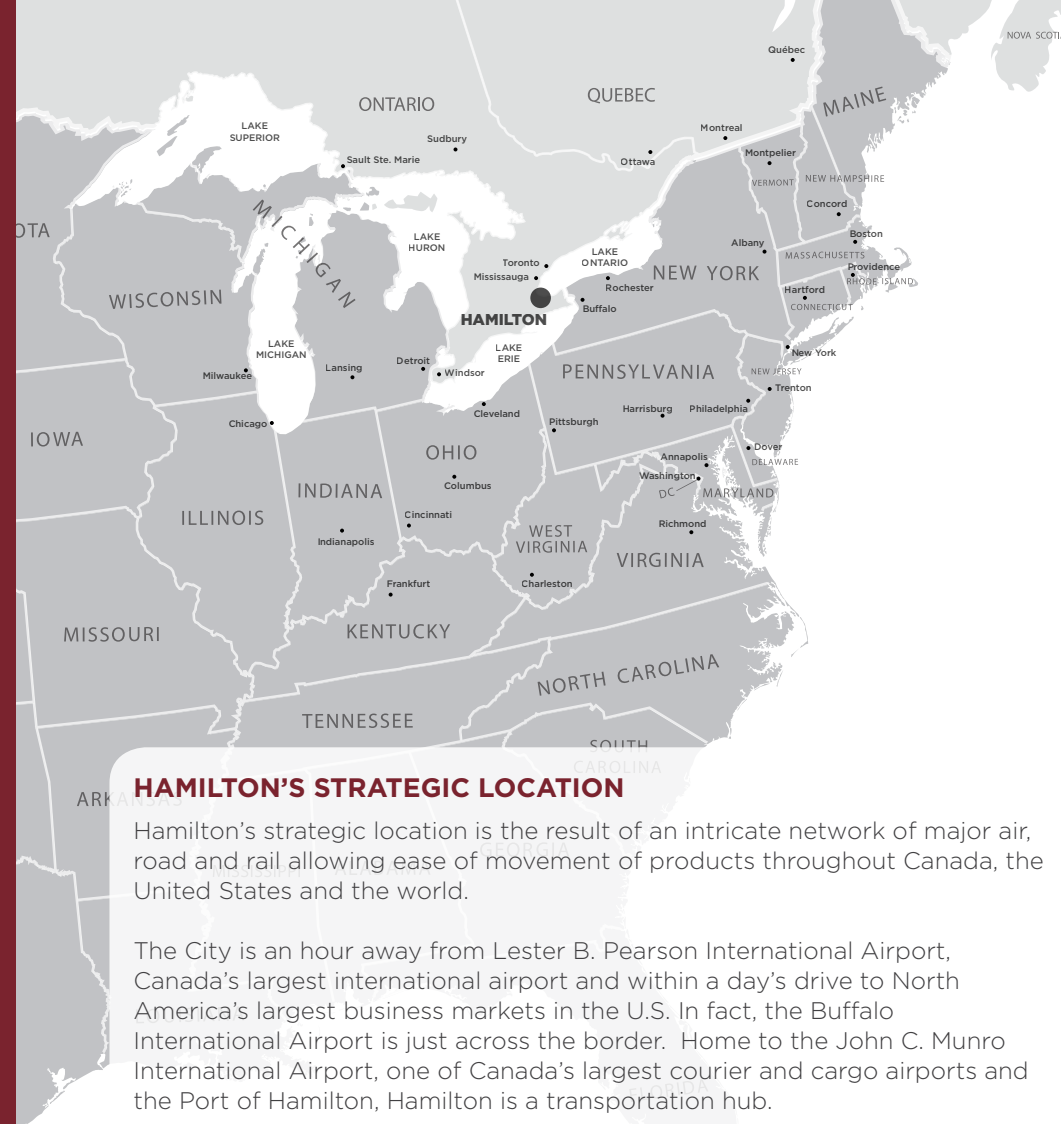 Québec
NOVA SCOTI
ONTARIO
QUEBEC
MAINE
LAKE
SUPERIOR
Sudbury
Montreal
Sault Ste. Marie
Ottawa
Montpelier
VERMONT
NEW HAMPSHIRE
Concord
OTA
MICHIGAN
LAKE
HURON
Boston
Albany
LAKE
ONTARIO
MASSACHUSETTS
Toronto
Mississauga
NEW YORK
Providence
RHODE ISLAND
Rochester
Hartford
WISCONSIN
CONNECTICUT
Buffalo
HAMILTON
LAKE
MICHIGAN
LAKE
ERIE
New York
Detroit
Lansing
Windsor
Milwaukee
PENNSYLVANIA
NEW JERSEY
Trenton
Cleveland
Harrisburg
Philadelphia
Chicago
Pittsburgh
IOWA
OHIO
Dover
Annapolis
DELAWARE
Washington
DC
MARYLAND
Columbus
INDIANA
ILLINOIS
Cincinnati
Richmond
WEST
VIRGINIA
Indianapolis
VIRGINIA
Frankfurt
Charleston
MISSOURI
KENTUCKY
NORTH CAROLINA
TENNESSEE
SOUTH
CAROLINA
ARKANSAS
GEORGIA
MISSISSIPPI
ALABAMA
FLORIDA
HAMILTON’S STRATEGIC LOCATION
Hamilton’s strategic location is the result of an intricate network of major air,
road and rail allowing ease of movement of products throughout Canada, the
United States and the world.
The City is an hour away from Lester B. Pearson International Airport,
Canada’s largest international airport and within a day’s drive to North
America’s largest business markets in the U.S. In fact, the Buffalo
International Airport is just across the border.  Home to the John C. Munro
International Airport, one of Canada’s largest courier and cargo airports and
the Port of Hamilton, Hamilton is a transportation hub.